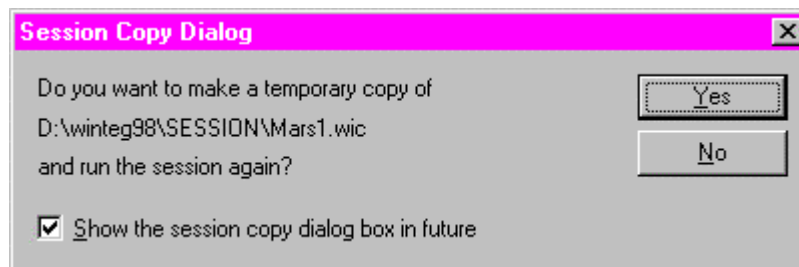 Session Copy Dialog
Do you want to make a temporary copy of
D:\winteg98\SESSION\Mars1.wic
and run the session again?
Yes
No
Show the session copy dialog box in future